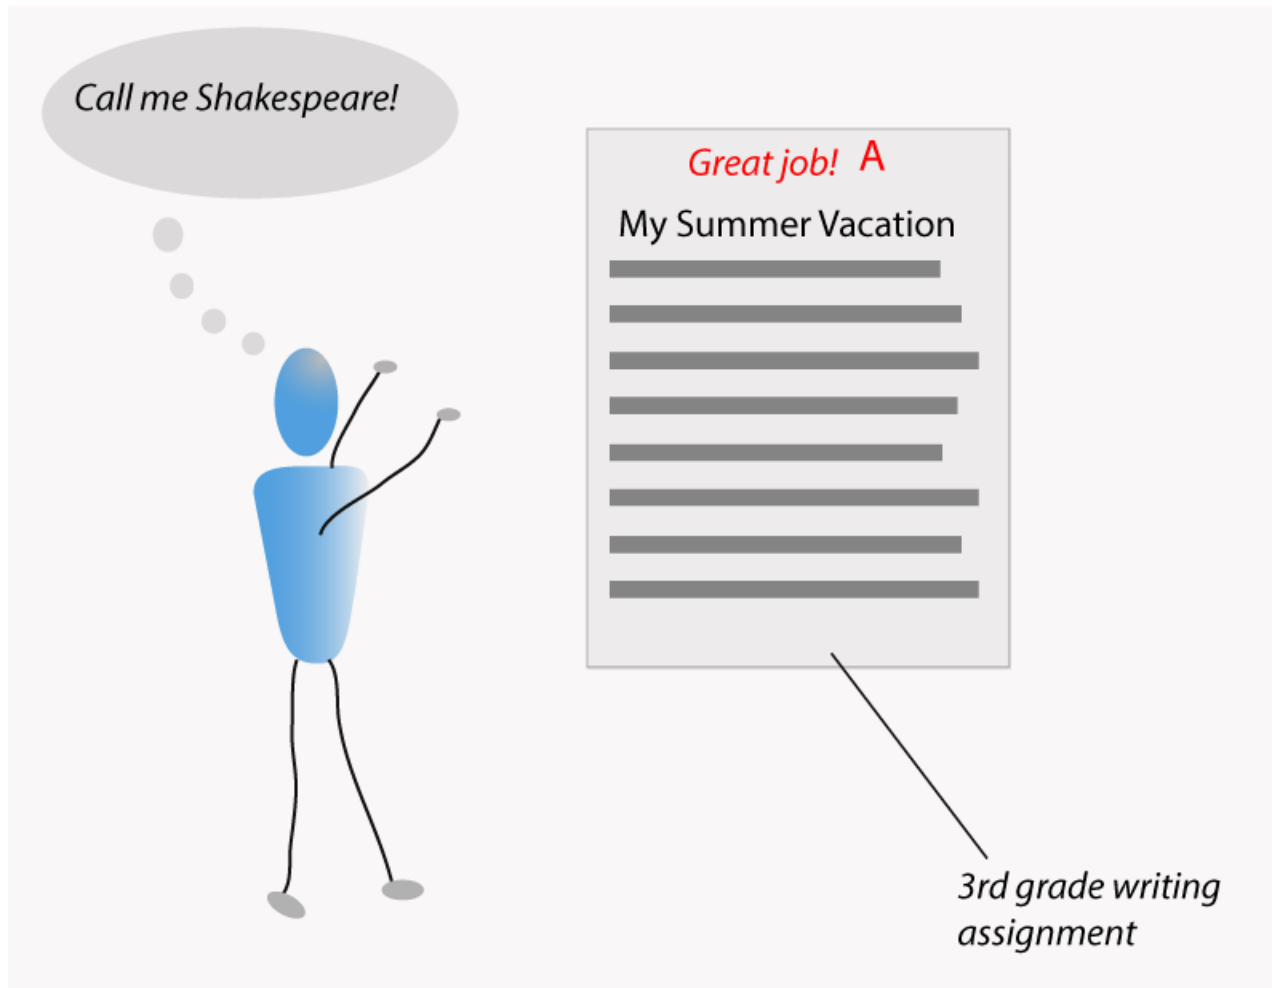 Call me Shakespeare!
Great job! A
My Summer Vacation
3rd grade writing
assignment